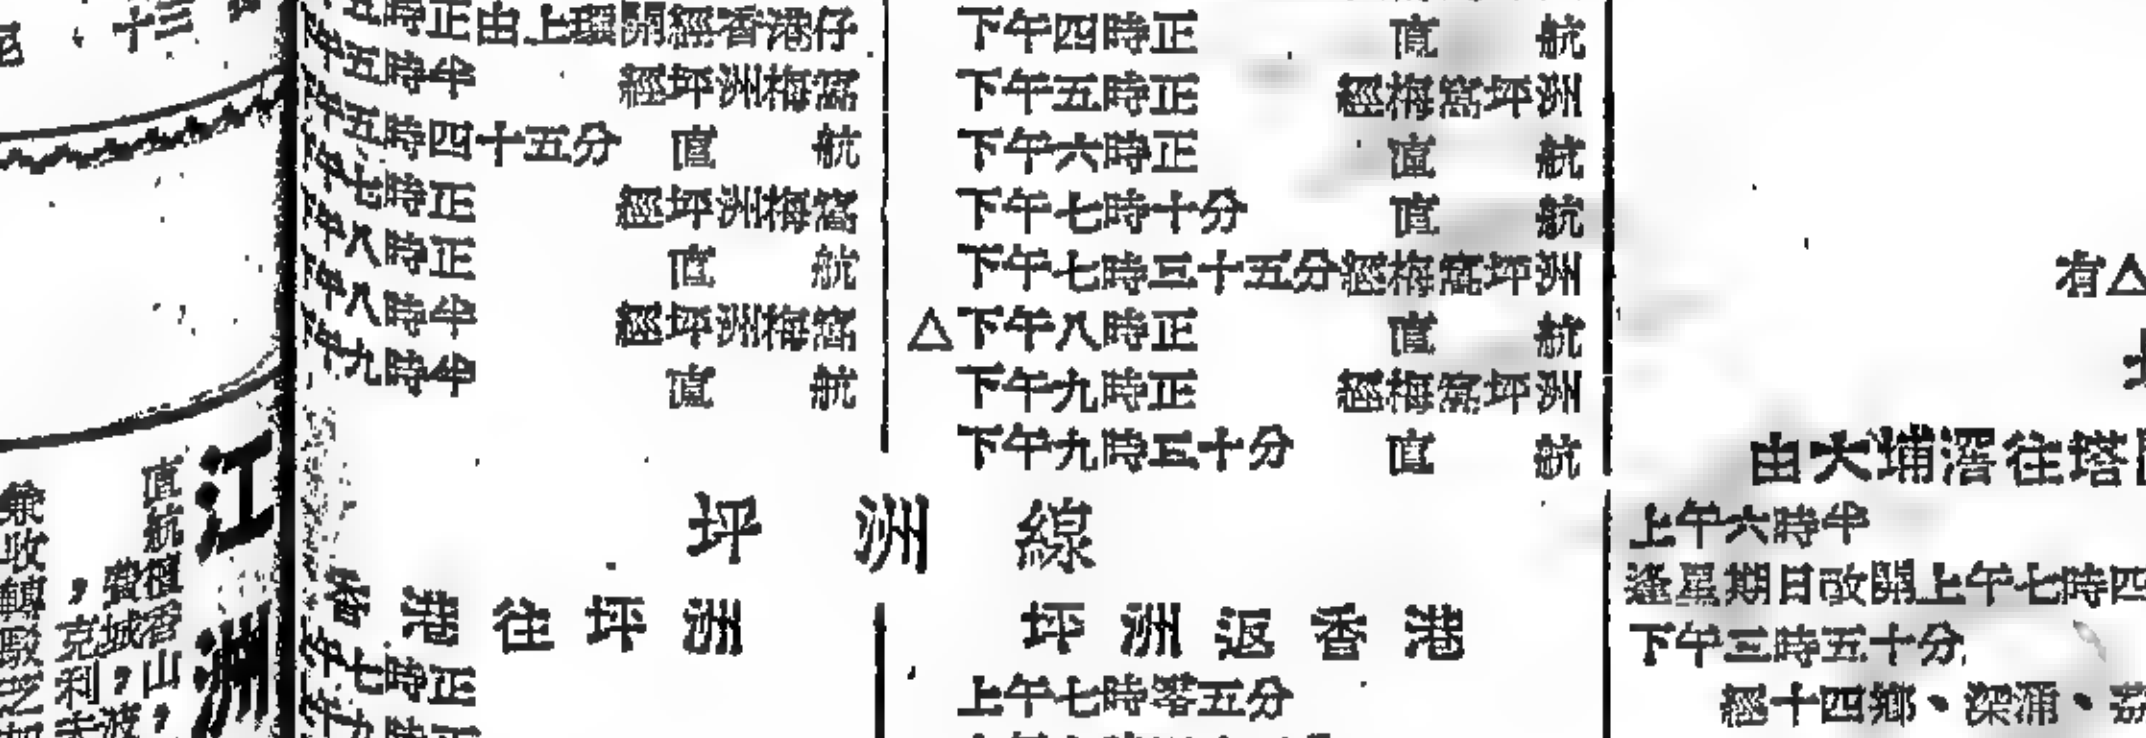 五時正由上環開經香港仔
下午五時半 經坪洲梅窩
下午五時四十五分 直航
下午七時正 經坪洲梅窩
下午八時正 直航
下午八時半 經坪洲梅窩
下午九時半 直航
下午四時正 直航
下午五時正 經梅窩坪洲
下午六時正 直航
下午七時十分 直航
下午七時三十五分經梅窩坪洲
△下午八時正 直航
下午九時正 經梅窩坪洲
下午九時三十分 直航
坪洲線
香港往坪洲
午七時正
坪洲返香港
上午七時零五分
有△
由大埔滘往塔
上午六時半
逢星期日改開上午七時四
下午三時五十分
經十四鄉、深涌、
江洲
直航檀香山，
，克利
兼收轉